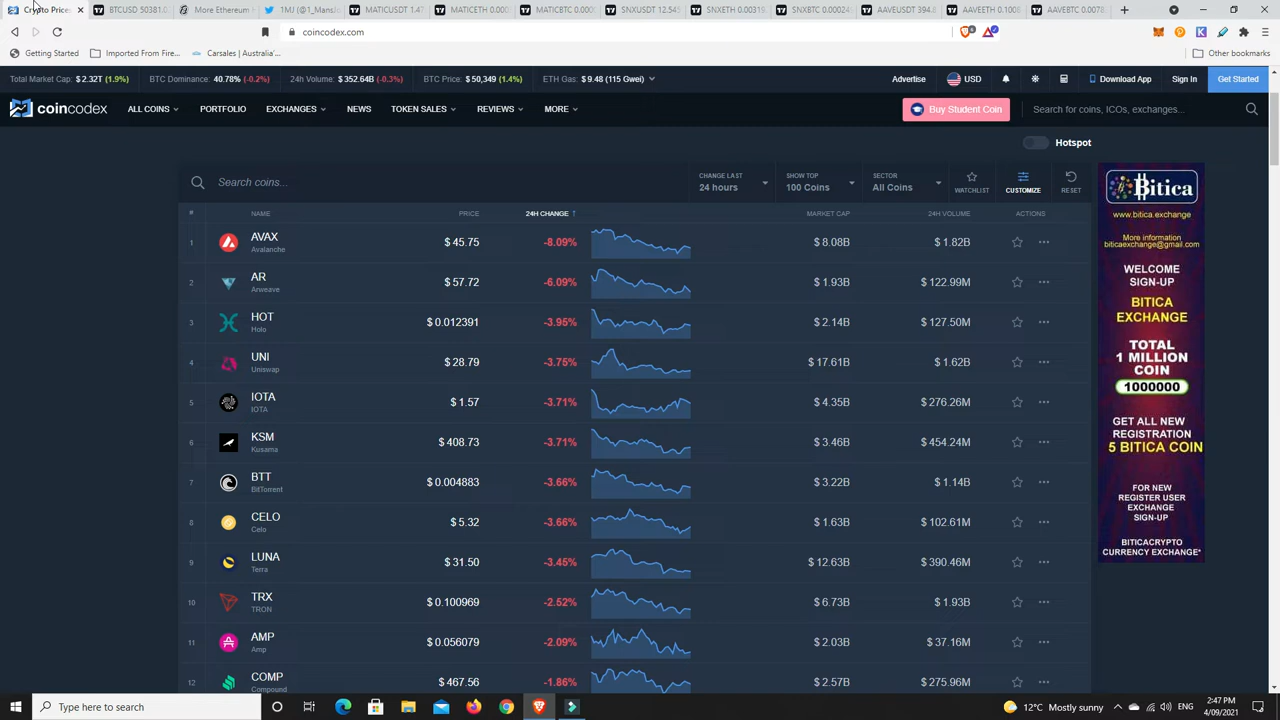 Crypto Prices
BTCUSD 50381.0
More Ethereum
1MJ (@1_MansJo
MATICUSDT 1.47
MATICETH 0.000
MATICBTC 0.000
SNXUSDT 12.545
SNXETH 0.003
SNXBTC 0.00024
AAVEUSDT 394.8
AAVEETH 0.1008
AAVEBTC 0.0078
coincodex.com
4
2
Getting Started
Imported From Fire...
Carsales | Australia'...
Other bookmarks
Total Market Cap: $ 2.32T (1.9%)
BTC Dominance: 40.78% (-0.2%)
24h Volume: $ 352.64B (-0.3%)
BTC Price: $ 50,349 (1.4%)
ETH Gas: $ 9.48 (115 Gwei)
Advertise
USD
Download App
Sign In
Get Started
coincodex
ALL COINS
PORTFOLIO
EXCHANGES
NEWS
TOKEN SALES
REVIEWS
MORE
Buy Student Coin
Search for coins, ICOs, exchanges...
Hotspot
Search coins...
CHANGE LAST
24 hours
SHOW TOP
100 Coins
SECTOR
All Coins
WATCHLIST
CUSTOMIZE
RESET
# NAME PRICE 24H CHANGE ↑ MARKET CAP 24H VOLUME ACTIONS
1 AVAX $ 45.75 -8.09% $ 8.08B $ 1.82B
Avalanche
2 AR $ 57.72 -6.09% $ 1.93B $ 122.99M
Arweave
3 HOT $ 0.012391 -3.95% $ 2.14B $ 127.50M
Holo
4 UNI $ 28.79 -3.75% $ 17.61B $ 1.62B
Uniswap
5 IOTA $ 1.57 -3.71% $ 4.35B $ 276.26M
IOTA
6 KSM $ 408.73 -3.71% $ 3.46B $ 454.24M
Kusama
7 BTT $ 0.004883 -3.66% $ 3.22B $ 1.14B
BitTorrent
8 CELO $ 5.32 -3.66% $ 1.63B $ 102.61M
Celo
9 LUNA $ 31.50 -3.45% $ 12.63B $ 390.46M
Terra
10 TRX $ 0.100969 -2.52% $ 6.73B $ 1.93B
TRON
11 AMP $ 0.056079 -2.09% $ 2.03B $ 37.16M
Amp
12 COMP $ 467.56 -1.86% $ 2.57B $ 275.96M
Compound
Bitica
www.bitica.exchange
More information
biticaexchange@gmail.com
WELCOME
SIGN-UP
BITICA
EXCHANGE
TOTAL
1 MILLION
COIN
1000000
GET ALL NEW
REGISTRATION
5 BITICA COIN
FOR NEW
REGISTER USER
EXCHANGE
SIGN-UP
BITICACRYPTO
CURRENCY EXCHANGE*
Type here to search
12°C Mostly sunny
ENG
2:47 PM
4/09/2021